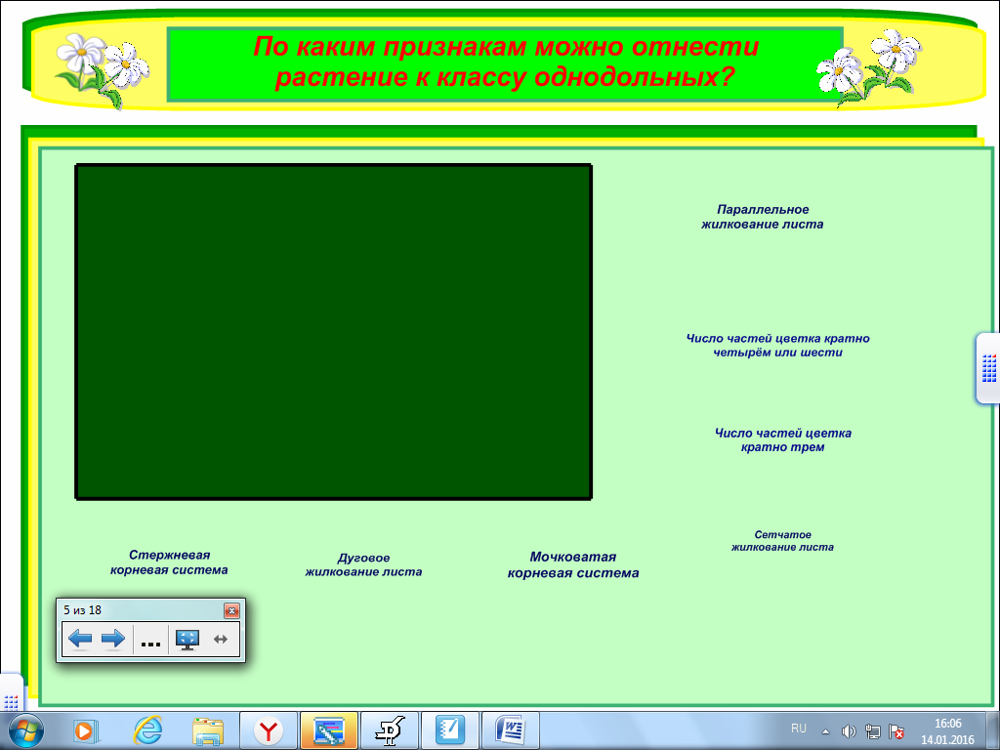 По каким признакам можно отнести
растение к классу однодольных?
Параллельное
жилкование листа
Число частей цветка кратно
четырём или шести
Число частей цветка
кратно трем
Сетчатое
жилкование листа
Стержневая
корневая система
Дуговое
жилкование листа
Мочковатая
корневая система
5 из 18
RU
16:06
14.01.2016